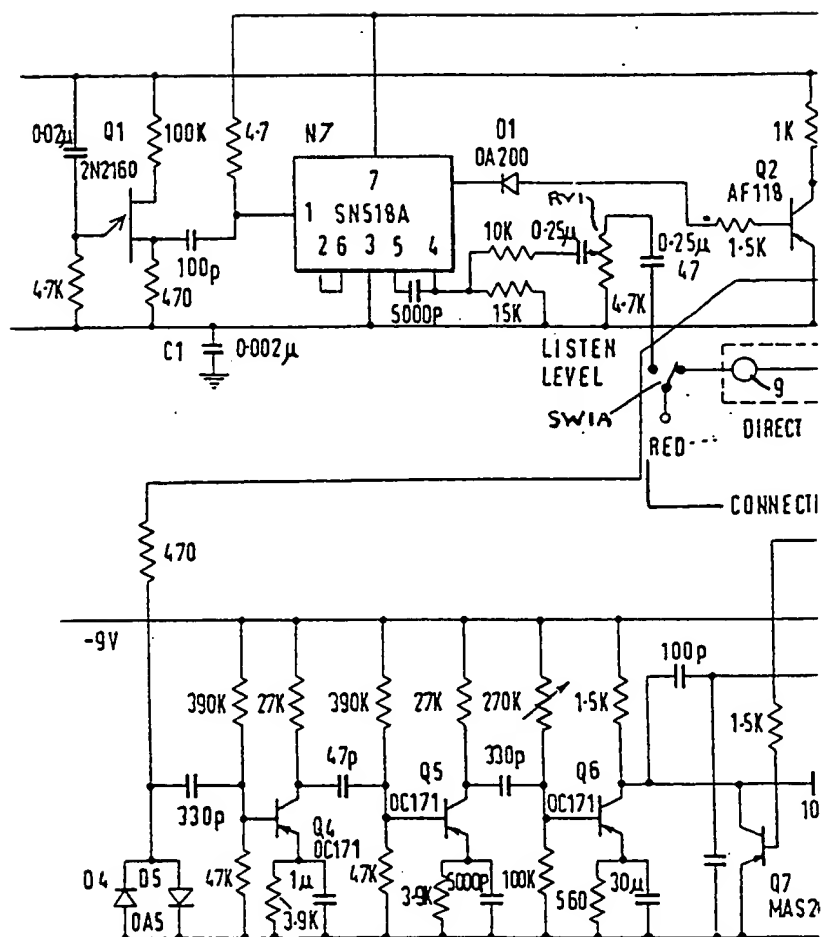 0·02μ
Q1
2N2160
100K
4·7
N7
D1
OA200
1K
Q2
AF118
7
1
SN518A
2 6 3 5 4
RV1
10K
0·25μ
0·25μ
47
1·5K
4·7K
100p
470
5000P
15K
4·7K
C1
0·002μ
LISTEN
LEVEL
SW1A
9
RED
DIRECT
CONNECTI
470
-9V
390K
27K
390K
27K
270K
1·5K
100p
1·5K
330p
47p
Q5
OC171
330p
Q6
OC171
10
Q4
OC171
D4
D5
OA5
47K
3·9K
1μ
47K
3·9K
5000P
100K
560
30μ
Q7
MAS2